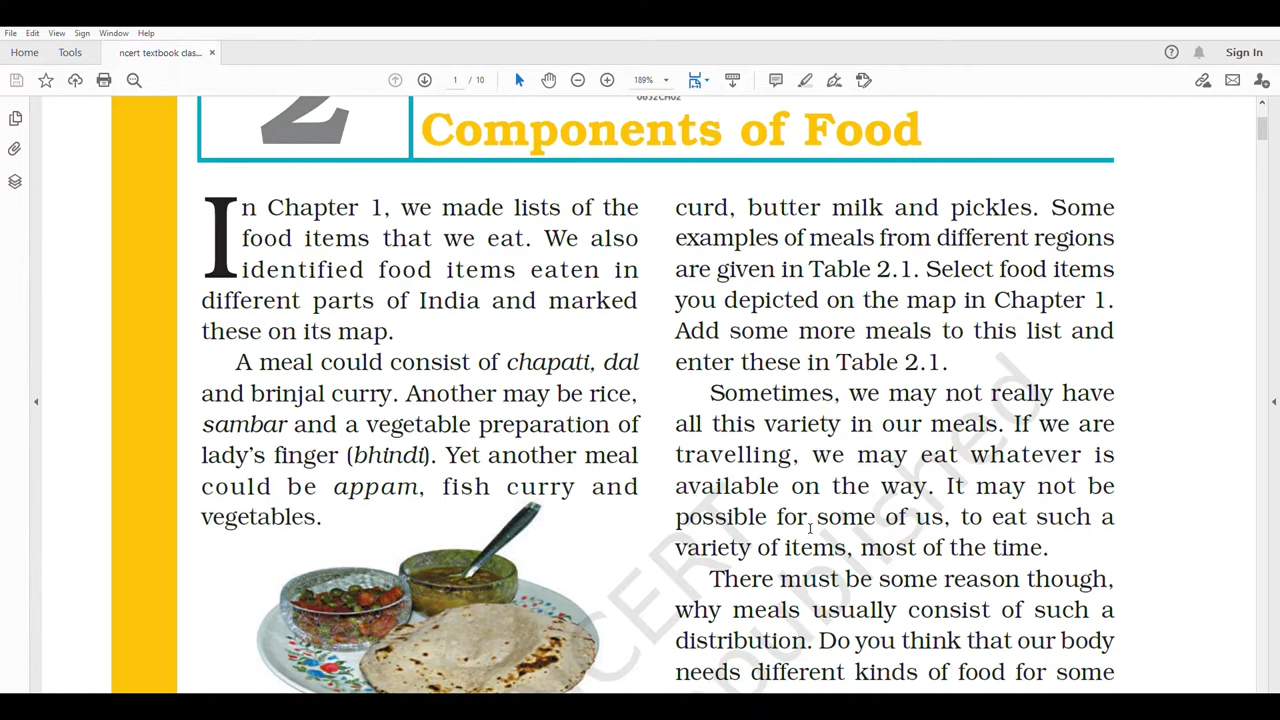 File Edit View Sign Window Help
Home Tools ncert textbook clas... × Sign In
1 / 10 189%
0652CH02
2
Components of Food
In Chapter 1, we made lists of the
food items that we eat. We also
identified food items eaten in
different parts of India and marked
these on its map.
A meal could consist of chapati, dal
and brinjal curry. Another may be rice,
sambar and a vegetable preparation of
lady's finger (bhindi). Yet another meal
could be appam, fish curry and
vegetables.
curd, butter milk and pickles. Some
examples of meals from different regions
are given in Table 2.1. Select food items
you depicted on the map in Chapter 1.
Add some more meals to this list and
enter these in Table 2.1.
Sometimes, we may not really have
all this variety in our meals. If we are
travelling, we may eat whatever is
available on the way. It may not be
possible for some of us, to eat such a
variety of items, most of the time.
There must be some reason though,
why meals usually consist of such a
distribution. Do you think that our body
needs different kinds of food for some
NCERT
published